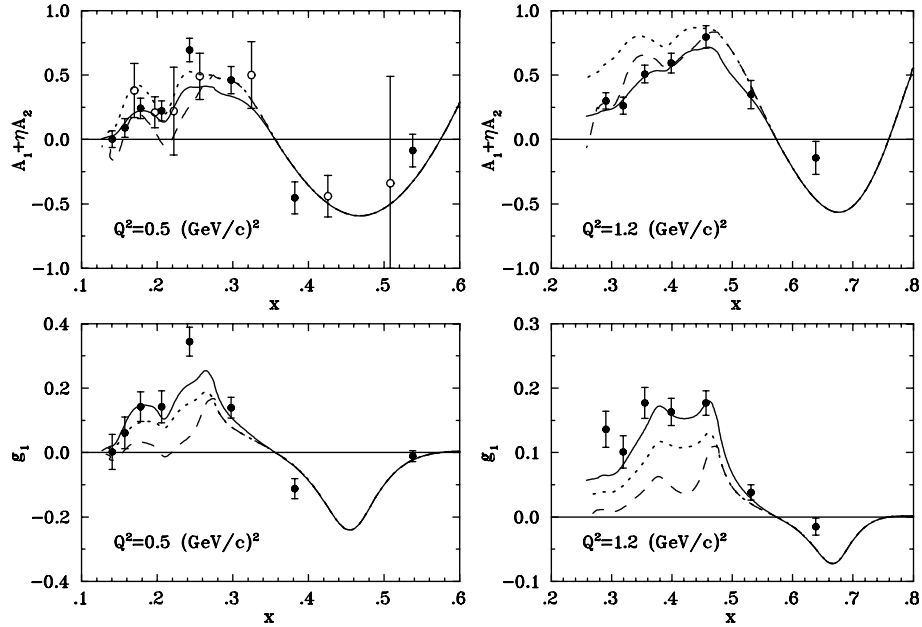 1.0
0.5
0.0
−0.5
−1.0
A₁+ηA₂
Q²=0.5 (GeV/c)²
.1 .2 .3 .4 .5 .6
x
1.0
0.5
0.0
−0.5
−1.0
A₁+ηA₂
Q²=1.2 (GeV/c)²
.2 .3 .4 .5 .6 .7 .8
x
0.4
0.2
0.0
−0.2
−0.4
g₁
Q²=0.5 (GeV/c)²
.1 .2 .3 .4 .5 .6
x
0.3
0.2
0.1
0.0
−0.1
g₁
Q²=1.2 (GeV/c)²
.2 .3 .4 .5 .6 .7 .8
x